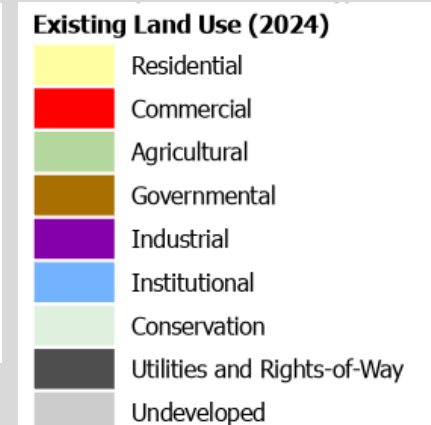 Existing Land Use (2024)
Residential
Commercial
Agricultural
Governmental
Industrial
Institutional
Conservation
Utilities and Rights-of-Way
Undeveloped